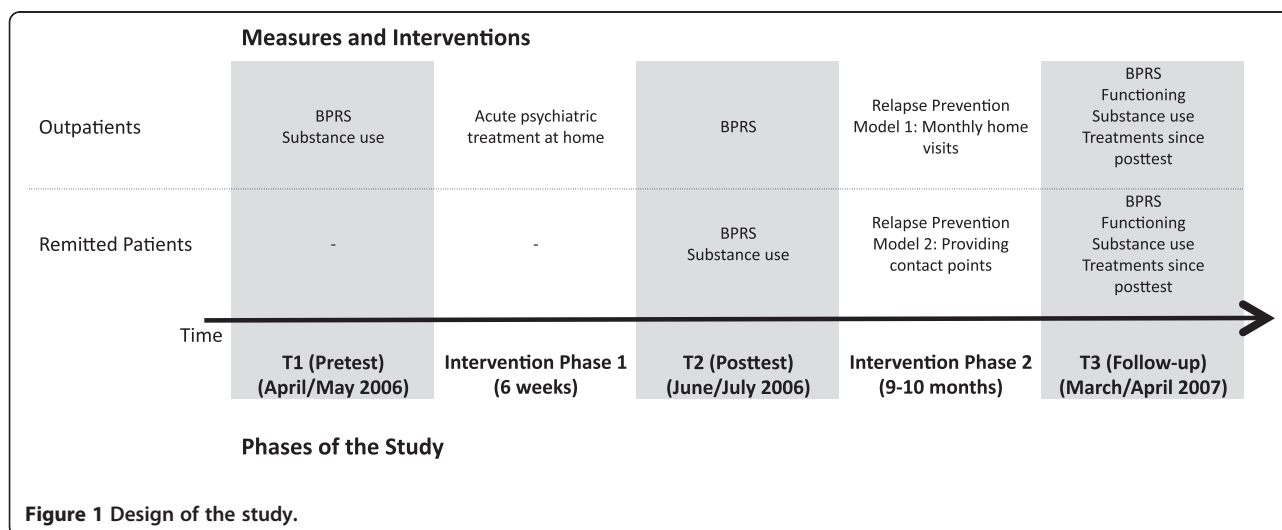 Measures and Interventions
Outpatients
BPRS
Substance use
Acute psychiatric
treatment at home
BPRS
Relapse Prevention
Model 1: Monthly home
visits
BPRS
Functioning
Substance use
Treatments since
posttest
Remitted Patients
-
-
BPRS
Substance use
Relapse Prevention
Model 2: Providing
contact points
BPRS
Functioning
Substance use
Treatments since
posttest
Time
T1 (Pretest)
(April/May 2006)
Intervention Phase 1
(6 weeks)
T2 (Posttest)
(June/July 2006)
Intervention Phase 2
(9-10 months)
T3 (Follow-up)
(March/April 2007)
Phases of the Study
Figure 1 Design of the study.